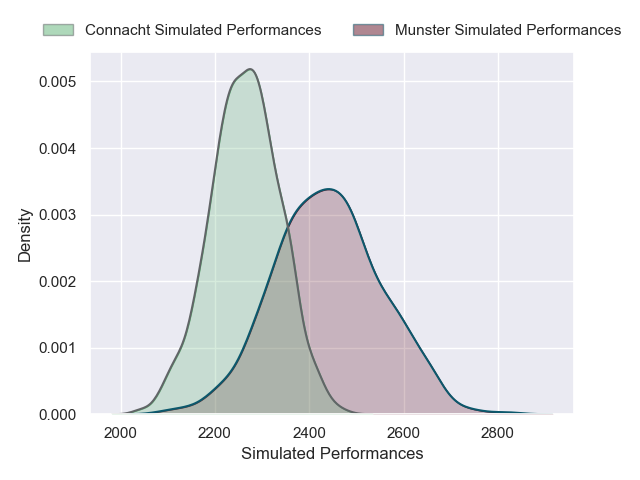 Connacht Simulated Performances
Munster Simulated Performances
0.005
0.004
0.003
0.002
0.001
0.000
Density
2000
2200
2400
2600
2800
Simulated Performances